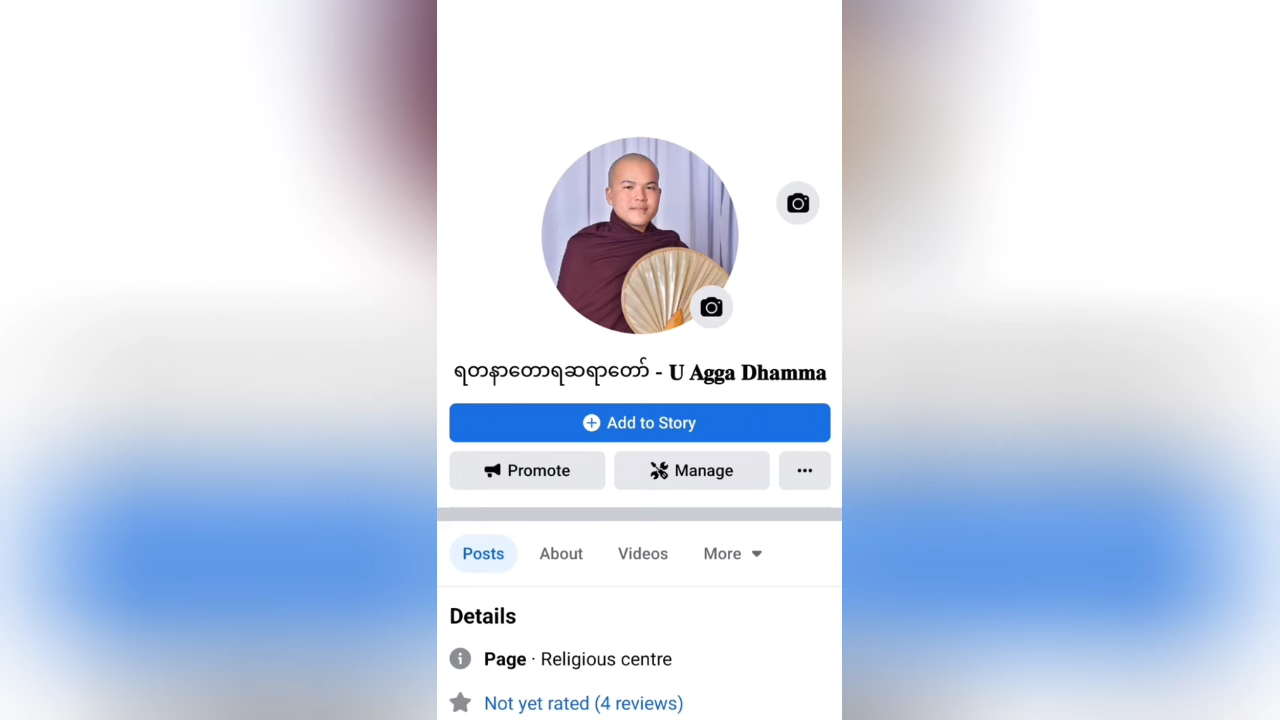 ရတနာတောရဆရာတော် - U Agga Dhamma
Add to Story
Promote
Manage
Posts
About
Videos
More
Details
Page · Religious centre
Not yet rated (4 reviews)